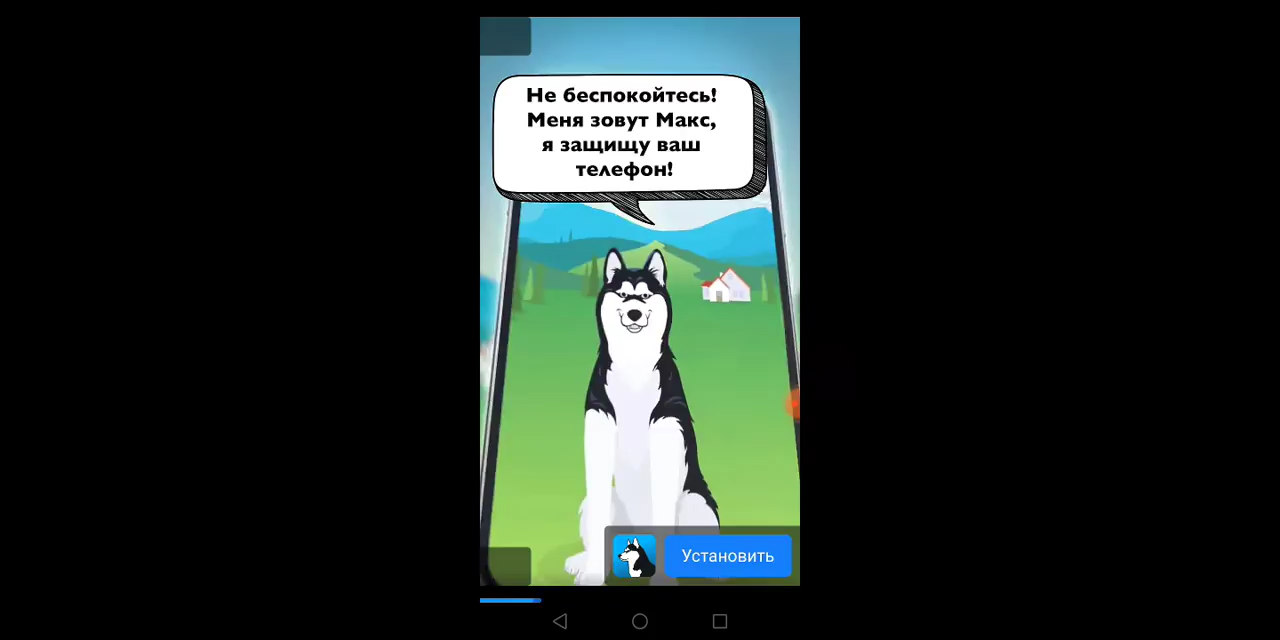 Не беспокойтесь!
Меня зовут Макс,
я защищу ваш
телефон!
Установить